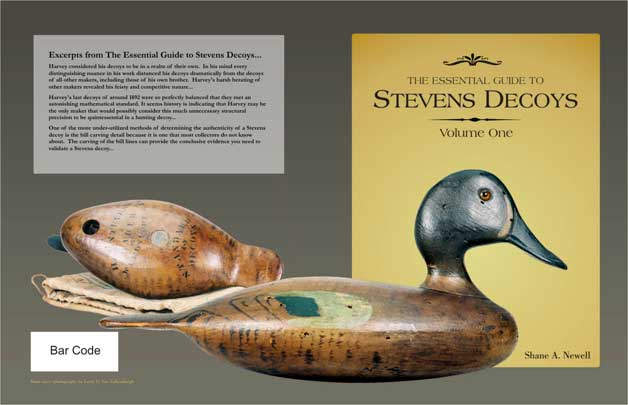 Excerpts from The Essential Guide to Stevens Decoys...
Harvey considered his decoys to be in a realm of their own. In his mind every
distinguishing nuance in his work distanced his decoys dramatically from the decoys
of all other makers, including those of his own brother. Harvey's harsh berating of
other makers revealed his feisty and competitive nature...
Harvey's last decoys of around 1892 were so perfectly balanced that they met an
astonishing mathematical standard. It seems history is indicating that Harvey may be
the only maker that would possibly consider this much unnecessary structural
precision to be quintessential in a hunting decoy...
One of the more under-utilized methods of determining the authenticity of a Stevens
decoy is the bill carving detail because it is one that most collectors do not know
about. The carving of the bill lines can provide the conclusive evidence you need to
validate a Stevens decoy...
THE ESSENTIAL GUIDE TO
STEVENS DECOYS
Volume One
Shane A. Newell
Bar Code